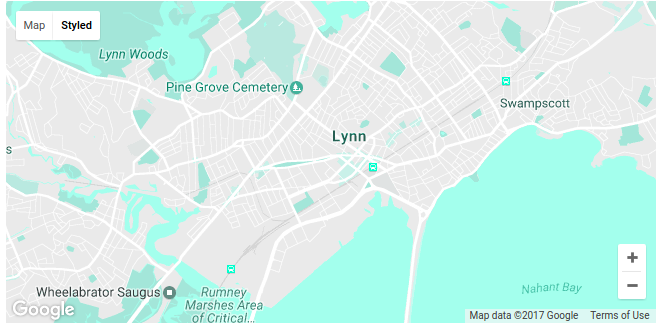 Map Styled
Lynn Woods
Pine Grove Cemetery
Swampscott
Lynn
s
Wheelabrator Saugus
Rumney
Marshes Area
of Critical...
Nahant Bay
+
−
Google
Map data ©2017 Google Terms of Use